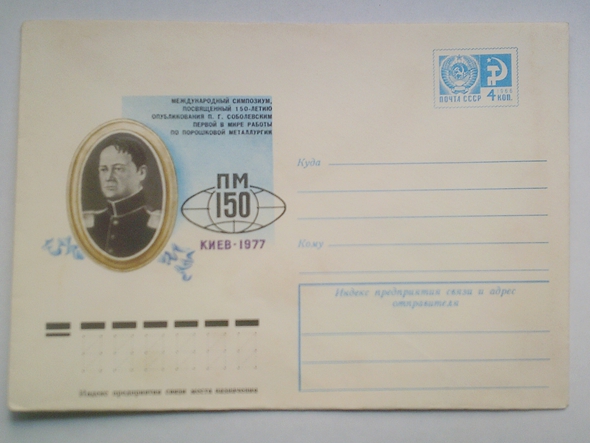 МЕЖДУНАРОДНЫЙ СИМПОЗИУМ,
ПОСВЯЩЕННЫЙ 150-ЛЕТИЮ
ОПУБЛИКОВАНИЯ П. Г. СОБОЛЕВСКИМ
ПЕРВОЙ В МИРЕ РАБОТЫ
ПО ПОРОШКОВОЙ МЕТАЛЛУРГИИ
ПМ
150
КИЕВ·1977
ПОЧТА СССР
4 КОП.
Куда
Кому
Индекс предприятия связи и адрес
отправителя
Индекс предприятия связи места назначения